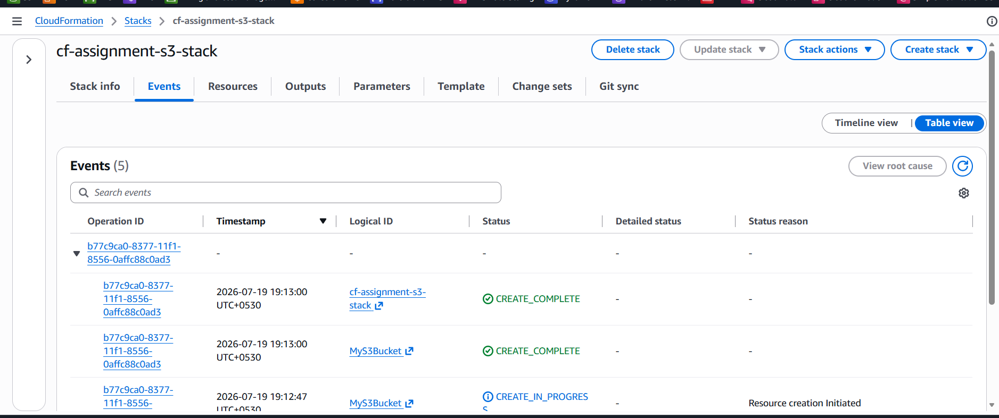 CloudFormation > Stacks > cf-assignment-s3-stack
cf-assignment-s3-stack
Delete stack
Update stack
Stack actions
Create stack
Stack info
Events
Resources
Outputs
Parameters
Template
Change sets
Git sync
Timeline view
Table view
Events (5)
View root cause
Search events
Operation ID
Timestamp
Logical ID
Status
Detailed status
Status reason
b77c9ca0-8377-11f1-
8556-0affc88c0ad3
-
-
-
-
-
b77c9ca0-8377-
11f1-8556-
0affc88c0ad3
2026-07-19 19:13:00
UTC+0530
cf-assignment-s3-
stack
CREATE_COMPLETE
-
-
b77c9ca0-8377-
11f1-8556-
0affc88c0ad3
2026-07-19 19:13:00
UTC+0530
MyS3Bucket
CREATE_COMPLETE
-
-
b77c9ca0-8377-
11f1-8556-
2026-07-19 19:12:47
UTC+0530
MyS3Bucket
CREATE_IN_PROGRES
S
-
Resource creation Initiated